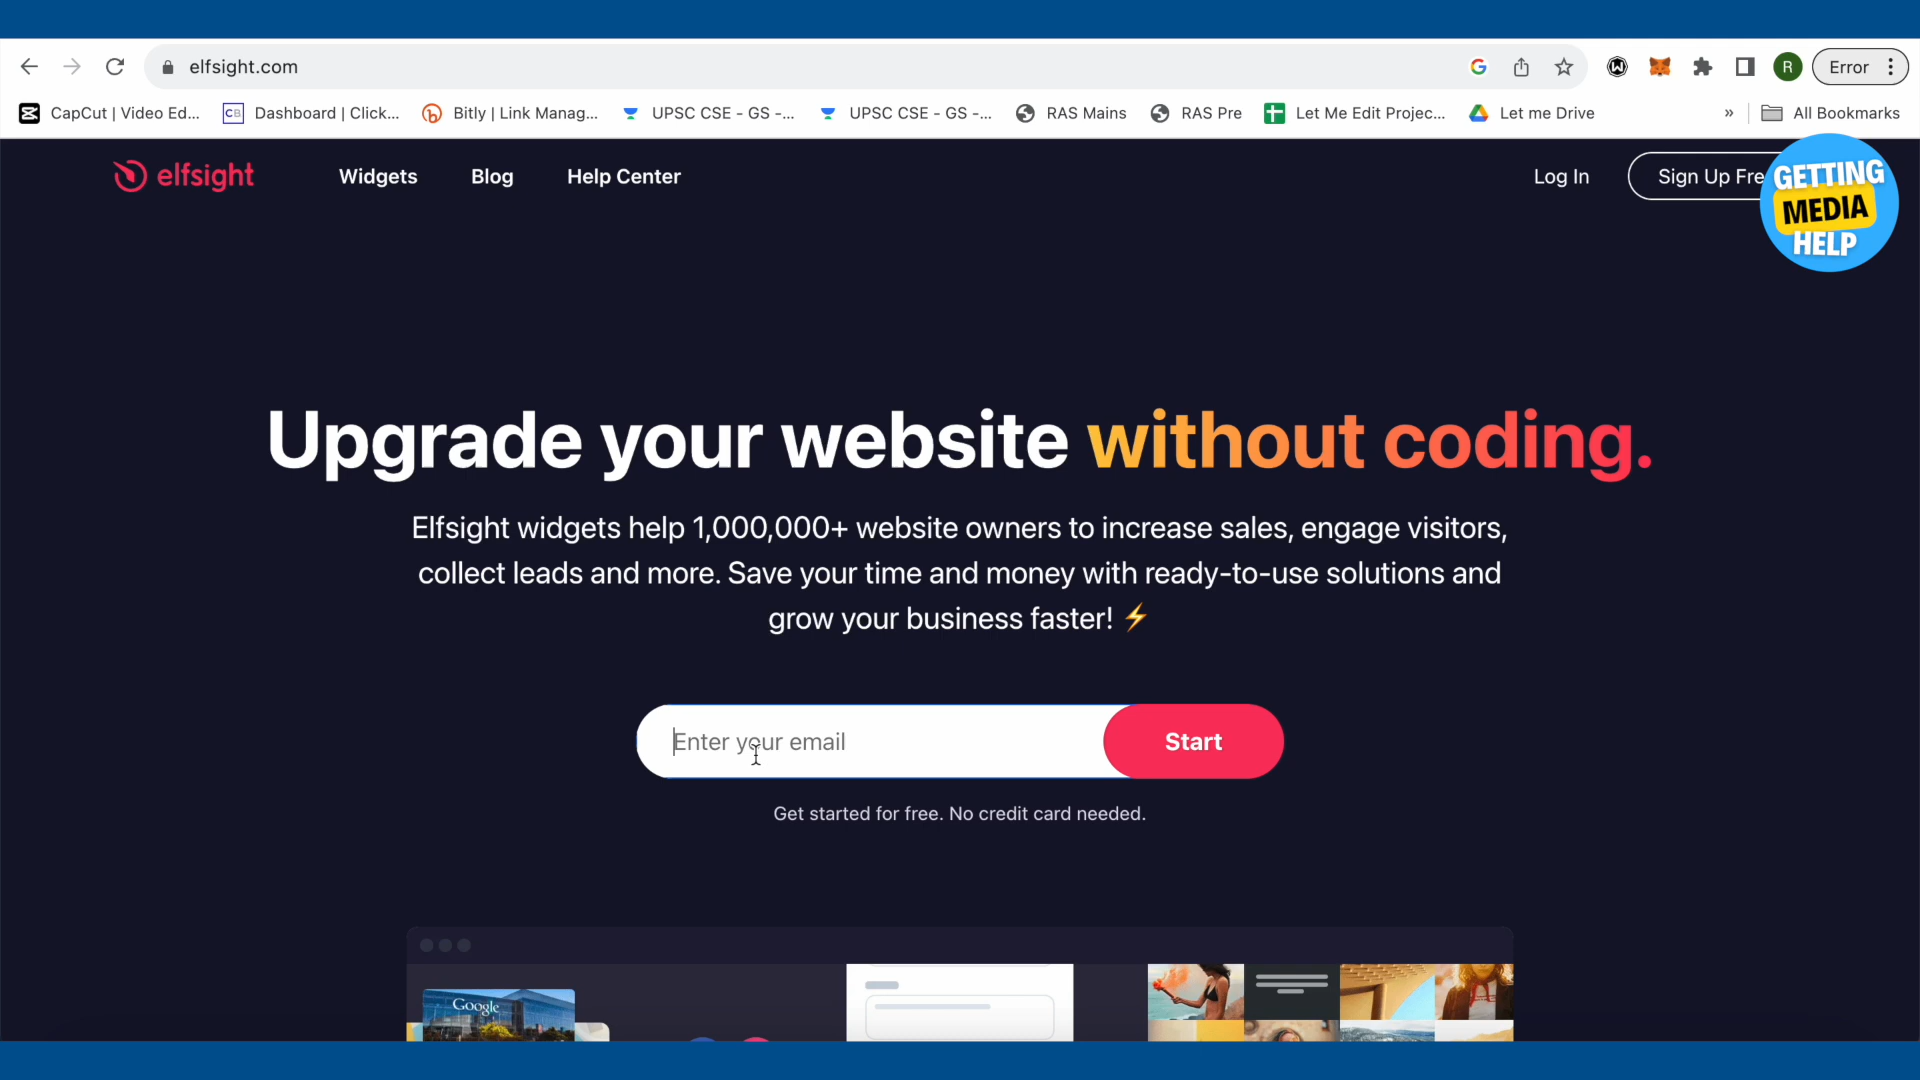 elfsight.com
Error
CapCut | Video Ed...
CB
Dashboard | Click...
Bitly | Link Manag...
UPSC CSE - GS -...
UPSC CSE - GS -...
RAS Mains
RAS Pre
Let Me Edit Projec...
Let me Drive
»
All Bookmarks
R
elfsight
Widgets
Blog
Help Center
Log In
Sign Up Fre
GETTING
MEDIA
HELP
Upgrade your website without coding.
Elfsight widgets help 1,000,000+ website owners to increase sales, engage visitors,
collect leads and more. Save your time and money with ready-to-use solutions and
grow your business faster! ⚡
Enter your email
Start
Get started for free. No credit card needed.
Google